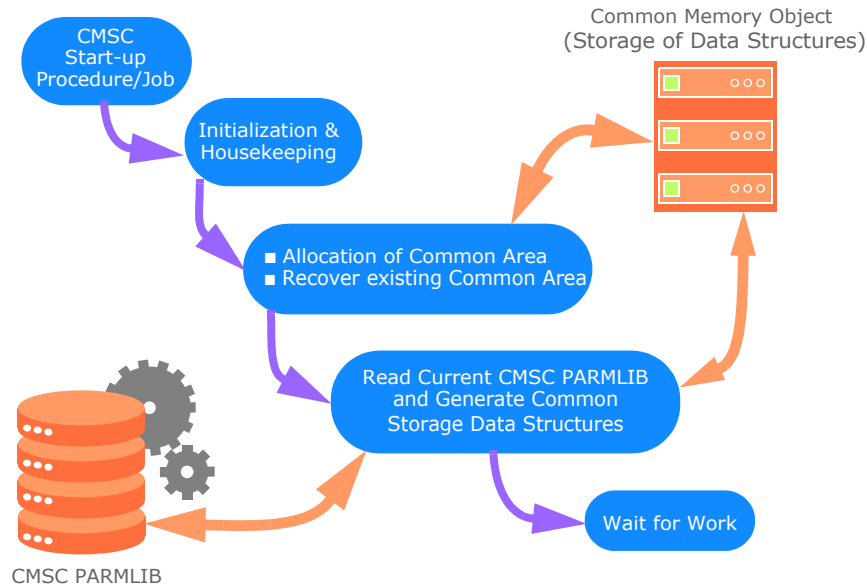 CMSC
Start-up
Procedure/Job
Common Memory Object
(Storage of Data Structures)
Initialization &
Housekeeping
■ Allocation of Common Area
■ Recover existing Common Area
Read Current CMSC PARMLIB
and Generate Common
Storage Data Structures
Wait for Work
CMSC PARMLIB